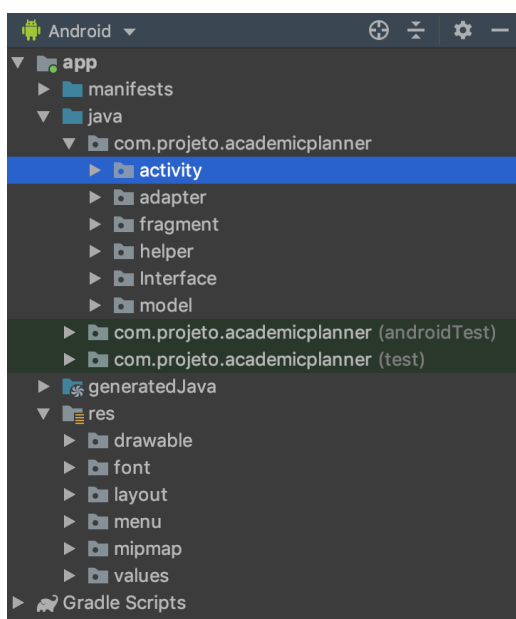 Android
app
manifests
java
com.projeto.academicplanner
activity
adapter
fragment
helper
Interface
model
com.projeto.academicplanner (androidTest)
com.projeto.academicplanner (test)
generatedJava
res
drawable
font
layout
menu
mipmap
values
Gradle Scripts